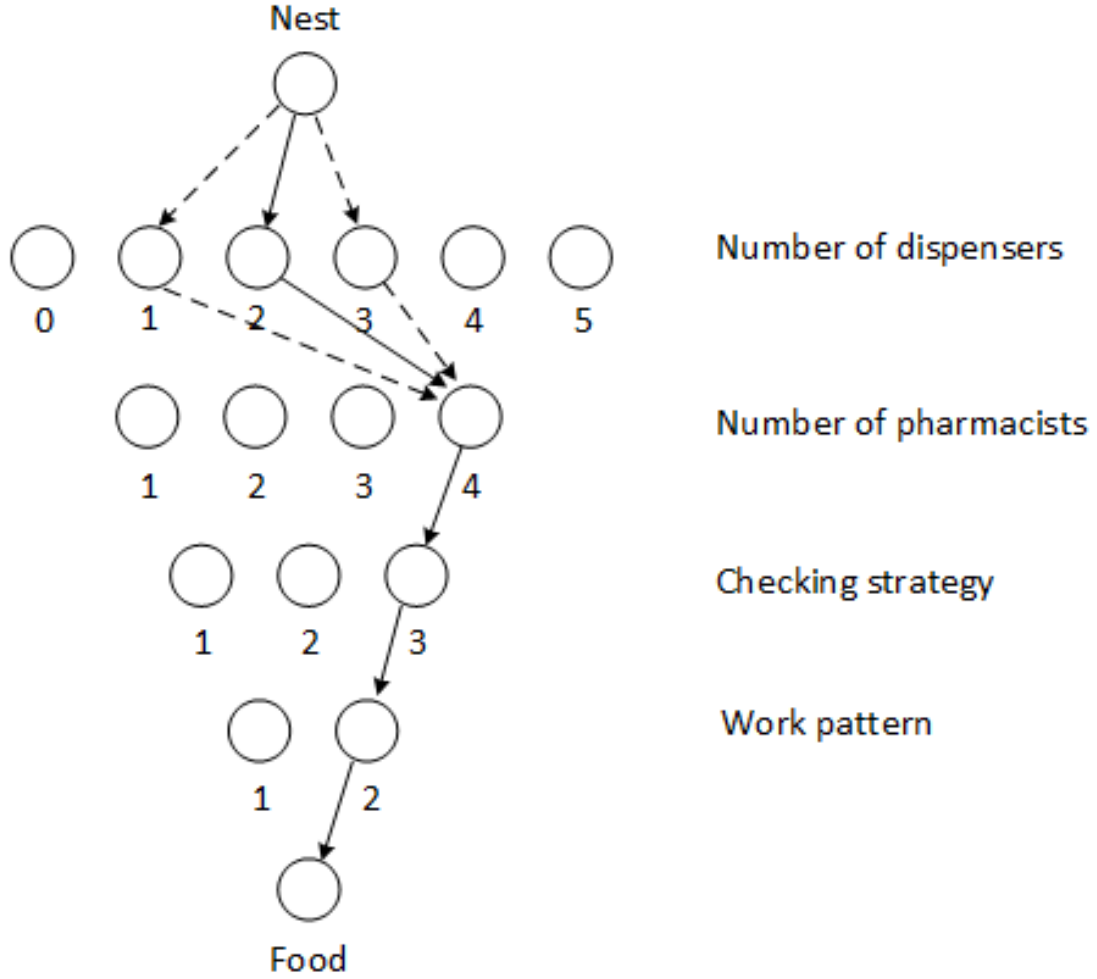 Nest
Number of dispensers
0 1 2 3 4 5
Number of pharmacists
1 2 3 4
Checking strategy
1 2 3
Work pattern
1 2
Food